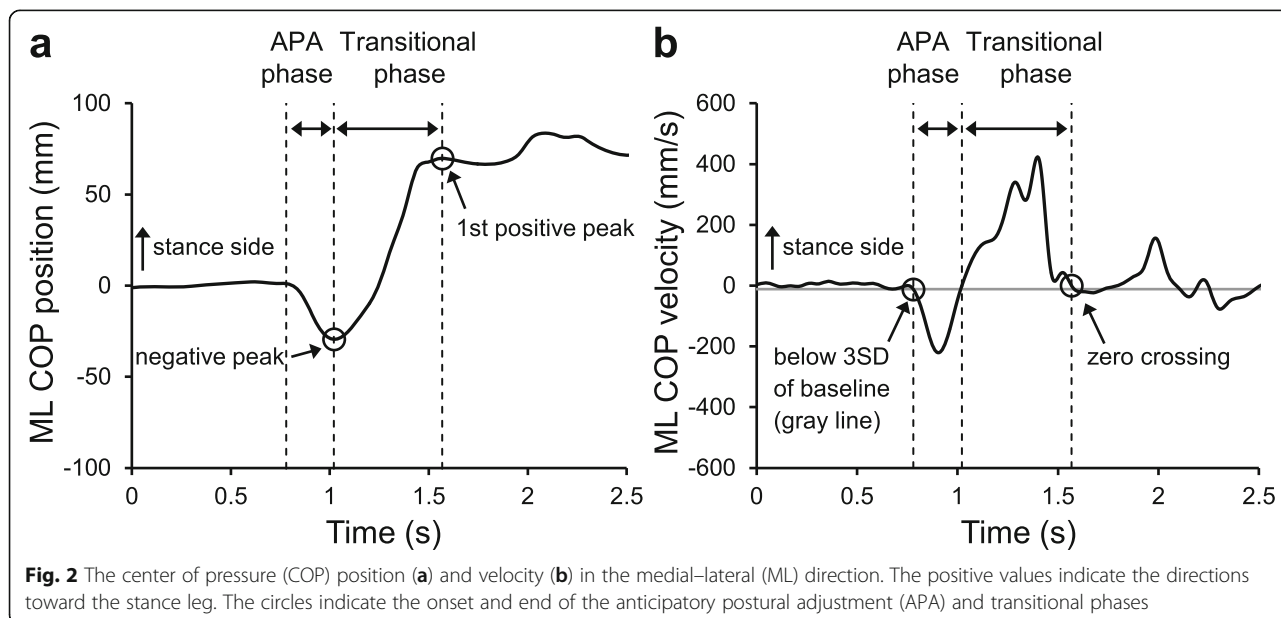 a
APA
phase
Transitional
phase
ML COP position (mm)
100
50
0
-50
-100
stance side
negative peak
1st positive peak
0
0.5
1
1.5
2
2.5
Time (s)
b
APA
phase
Transitional
phase
ML COP velocity (mm/s)
600
400
200
0
-200
-400
-600
stance side
below 3SD
of baseline
(gray line)
zero crossing
0
0.5
1
1.5
2
2.5
Time (s)
Fig. 2 The center of pressure (COP) position (a) and velocity (b) in the medial–lateral (ML) direction. The positive values indicate the directions
toward the stance leg. The circles indicate the onset and end of the anticipatory postural adjustment (APA) and transitional phases